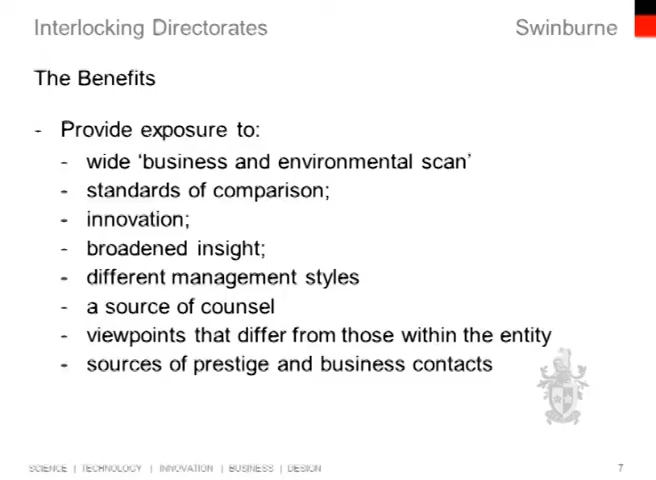 Interlocking Directorates
Swinburne
The Benefits
- Provide exposure to:
- wide ‘business and environmental scan’
- standards of comparison;
- innovation;
- broadened insight;
- different management styles
- a source of counsel
- viewpoints that differ from those within the entity
- sources of prestige and business contacts
SCIENCE | TECHNOLOGY | INNOVATION | BUSINESS | DESIGN
7